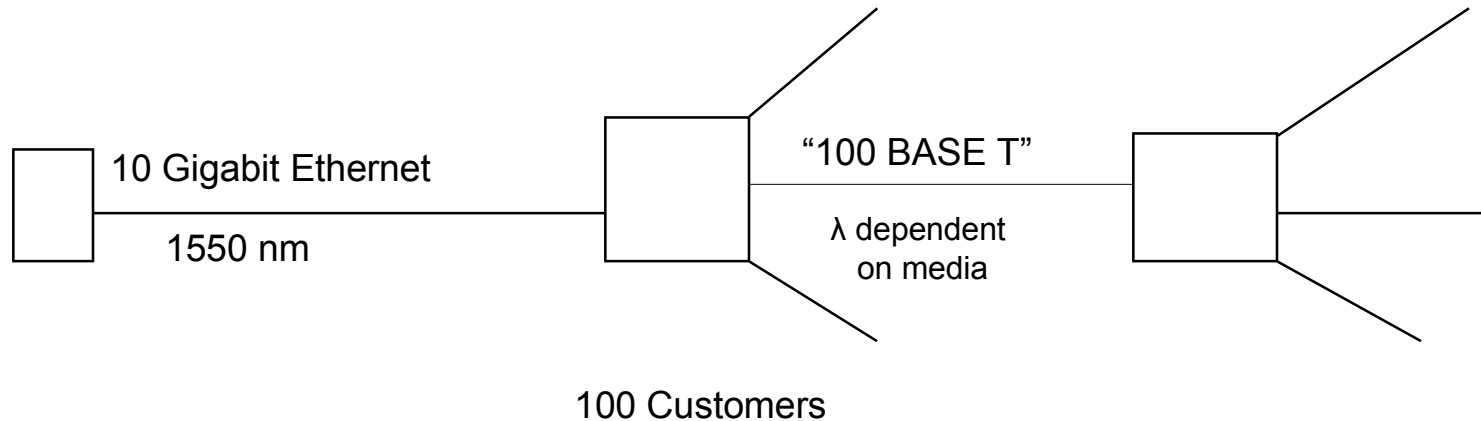 10 Gigabit Ethernet
1550 nm
“100 BASE T”
λ dependent
on media
100 Customers